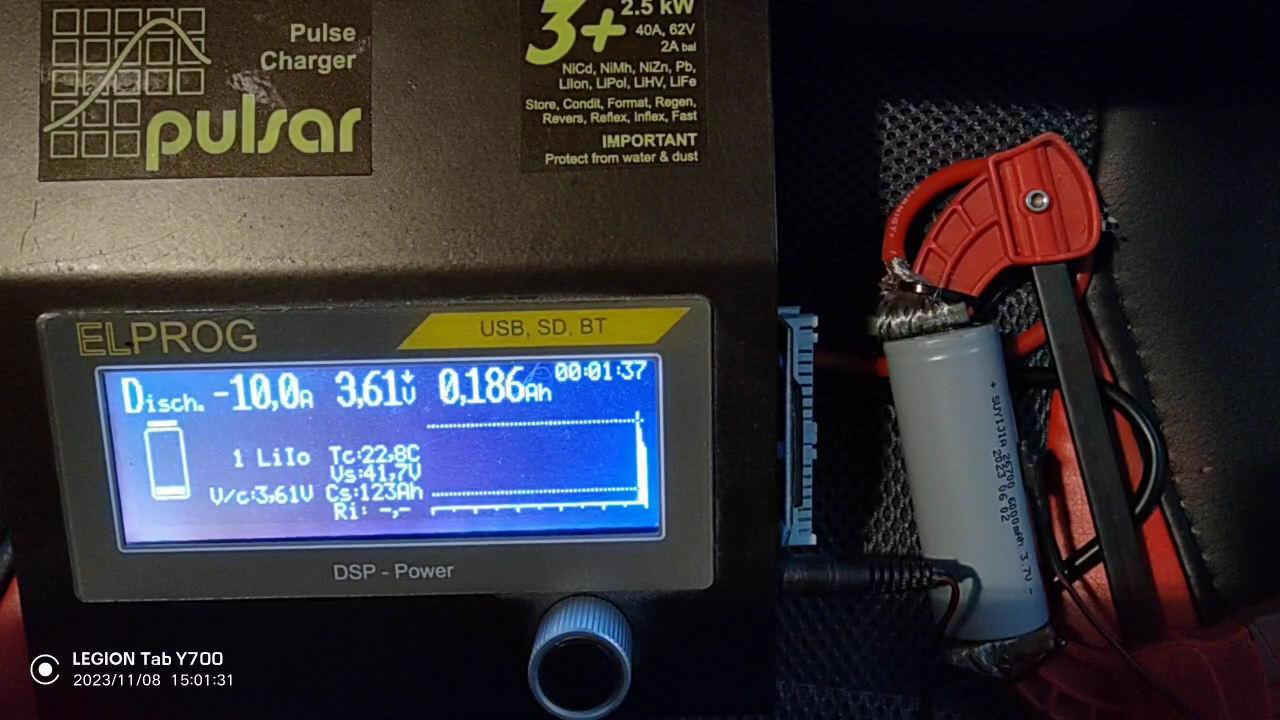 Pulse
Charger
pulsar
3+
2.5 kW
40A, 62V
2A bal
NiCd, NiMh, NiZn, Pb,
LiIon, LiPol, LiHV, LiFe
Store, Condit, Format, Regen,
Revers, Reflex, Inflex, Fast
IMPORTANT
Protect from water & dust
ELPROG
USB, SD, BT
Disch. -10,0A 3,61V 0,186Ah 00:01:37
1 LiIo Tc:22,8C
Vs:41,7V
V/c:3,61V Cs:123Ah
Ri: -,-
DSP - Power
+ 26700 6000mAh 3.7V -
2023 06 02
LEGION Tab Y700
2023/11/08 15:01:31